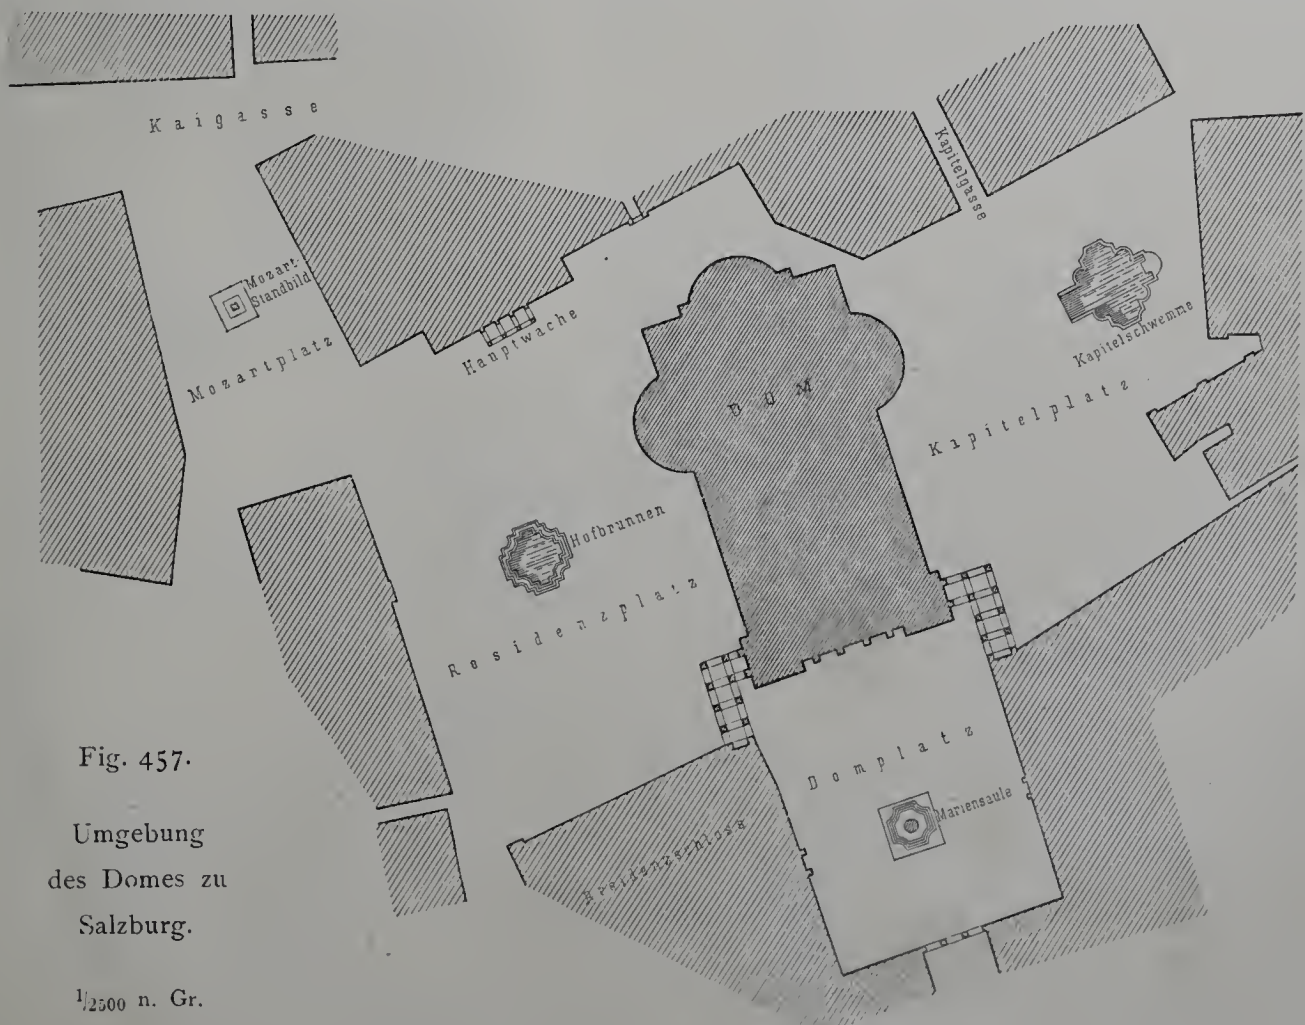 Kaigasse
Kapitelgasse
Mozart-
Standbild
Mozartplatz
Hauptwache
Kapitelschwemme
DOM
Kapitelplatz
Hofbrunnen
Residenzplatz
Domplatz
Mariensäule
Residenzschloss
Fig. 457.
Umgebung
des Domes zu
Salzburg.
1/2500 n. Gr.